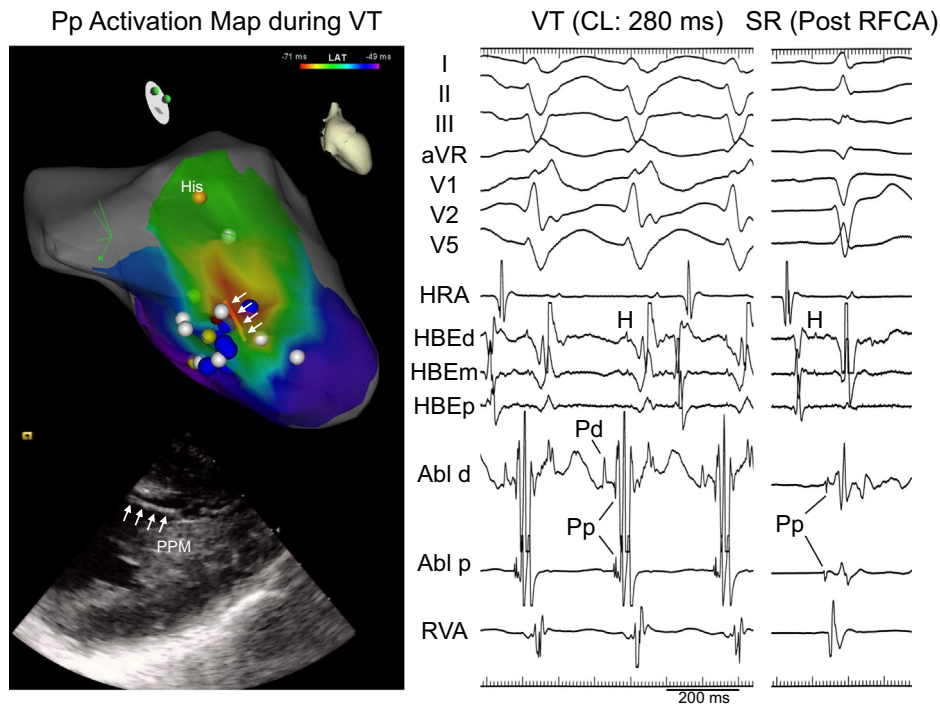 Pp Activation Map during VT
VT (CL: 280 ms)
SR (Post RFCA)
-71 ms LAT -49 ms
His
PPM
I
II
III
aVR
V1
V2
V5
HRA
H
H
HBEd
HBEm
HBEp
Pd
Abl d
Pp
Pp
Abl p
RVA
200 ms